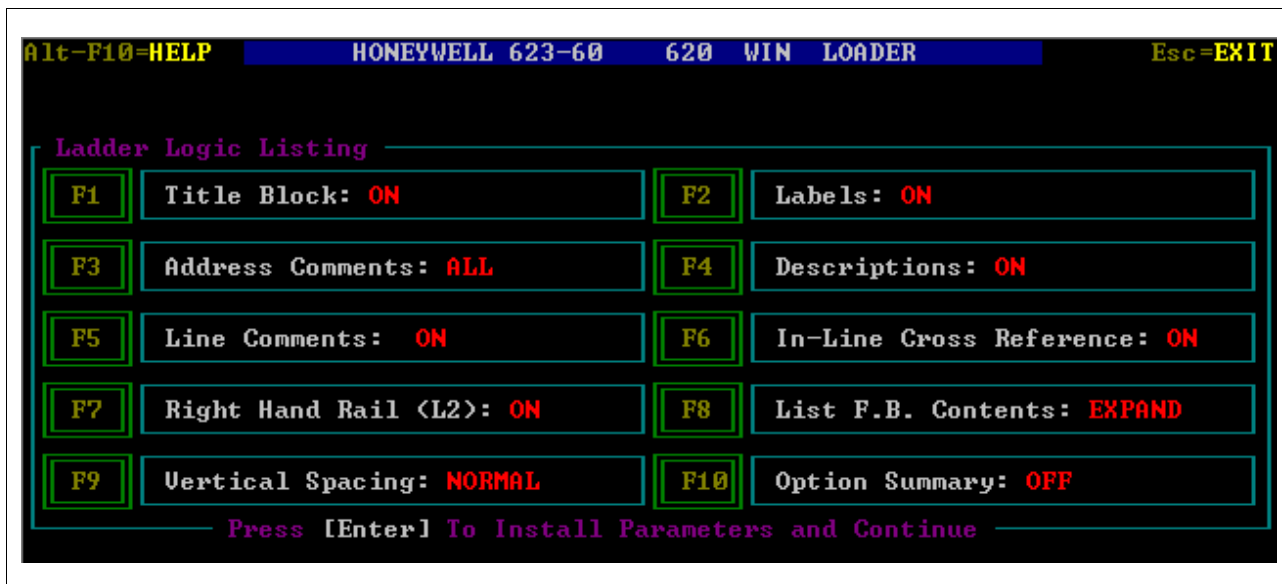 Alt-F10=HELP HONEYWELL 623-60 620 WIN LOADER Esc=EXIT
Ladder Logic Listing
F1 Title Block: ON F2 Labels: ON
F3 Address Comments: ALL F4 Descriptions: ON
F5 Line Comments: ON F6 In-Line Cross Reference: ON
F7 Right Hand Rail (L2): ON F8 List F.B. Contents: EXPAND
F9 Vertical Spacing: NORMAL F10 Option Summary: OFF
Press [Enter] To Install Parameters and Continue